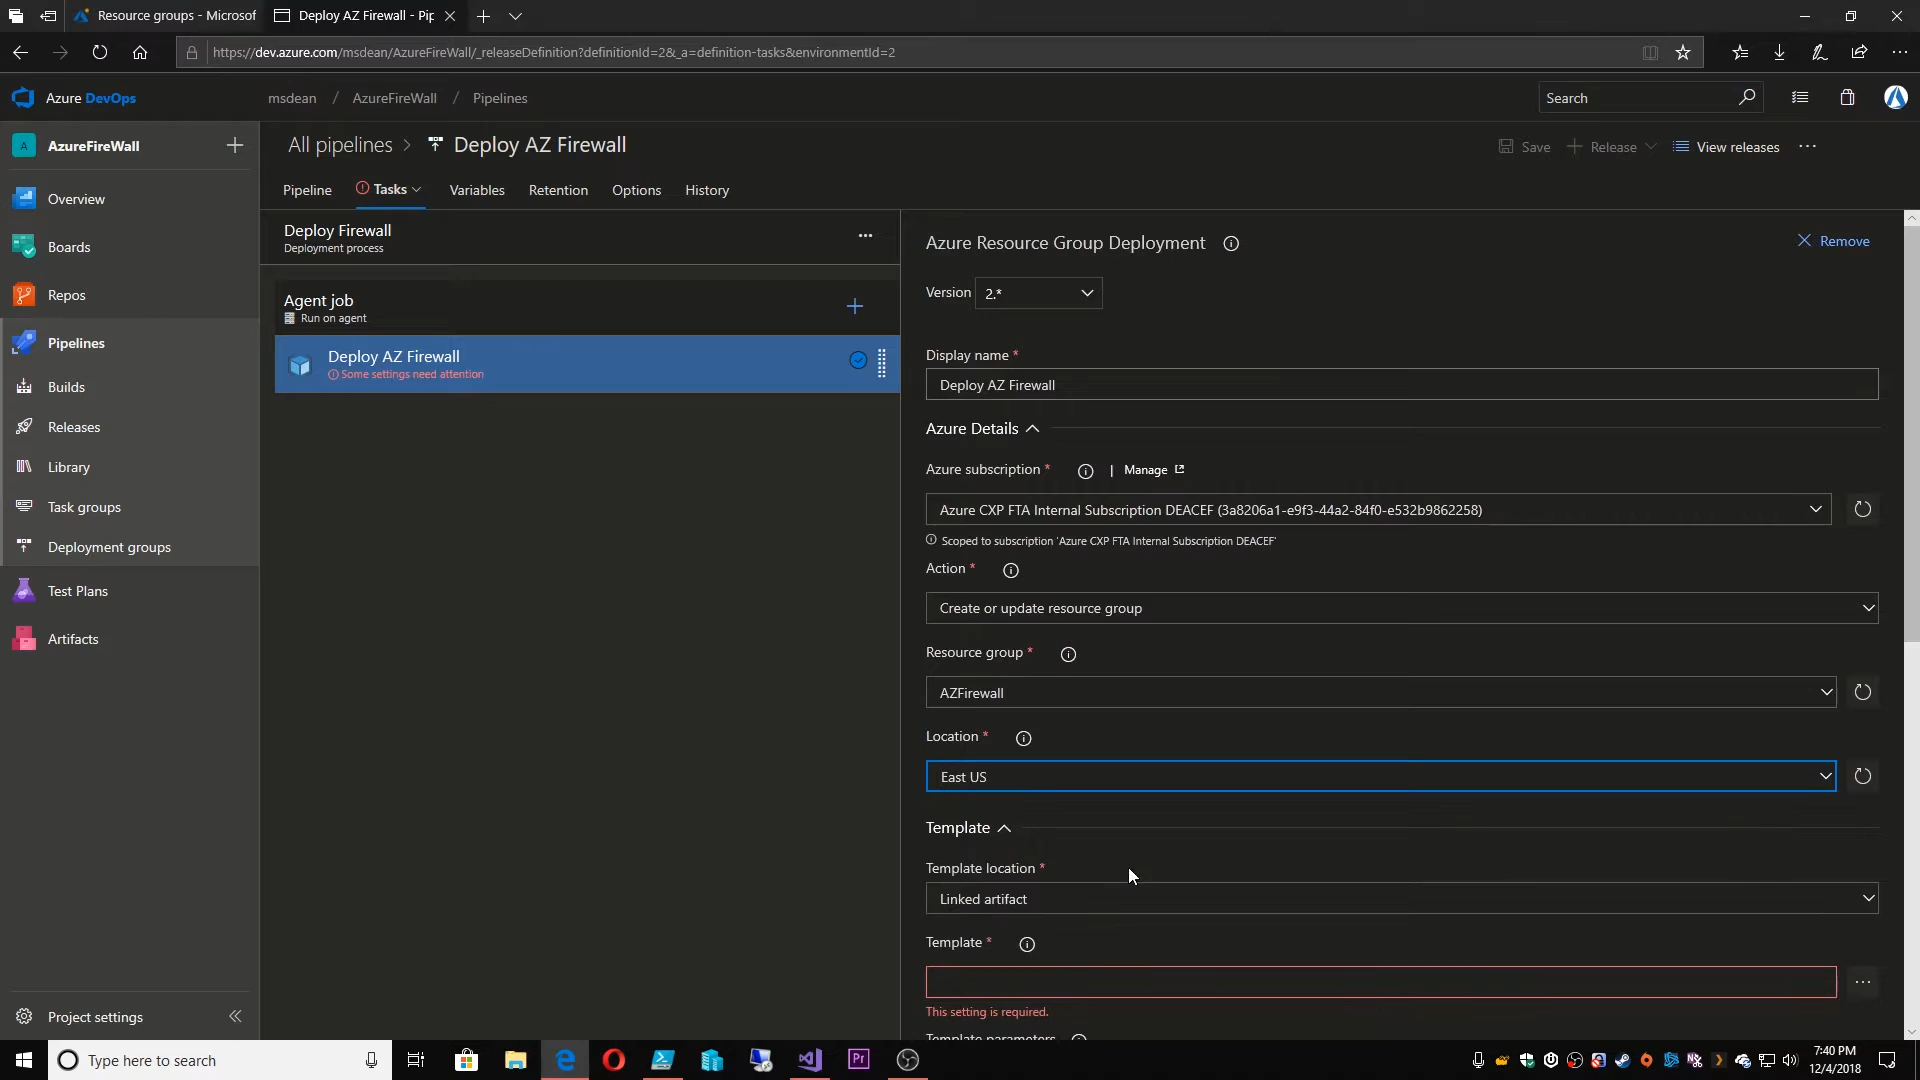 Resource groups - Microsof
Deploy AZ Firewall - Pip
https://dev.azure.com/msdean/AzureFireWall/_releaseDefinition?definitionId=2&_a=definition-tasks&environmentId=2
Azure DevOps
msdean / AzureFireWall / Pipelines
Search
A AzureFireWall
All pipelines > Deploy AZ Firewall
Save
Release
View releases
Pipeline
Tasks
Variables
Retention
Options
History
Overview
Boards
Repos
Pipelines
Builds
Releases
Library
Task groups
Deployment groups
Test Plans
Artifacts
Project settings
Deploy Firewall
Deployment process
Agent job
Run on agent
Deploy AZ Firewall
Some settings need attention
Azure Resource Group Deployment
Remove
Version 2.*
Display name *
Deploy AZ Firewall
Azure Details
Azure subscription * | Manage
Azure CXP FTA Internal Subscription DEACEF (3a8206a1-e9f3-44a2-84f0-e532b9862258)
Scoped to subscription 'Azure CXP FTA Internal Subscription DEACEF'
Action *
Create or update resource group
Resource group *
AZFirewall
Location *
East US
Template
Template location *
Linked artifact
Template *
This setting is required.
Template parameters
Type here to search
Pr
7:40 PM
12/4/2018